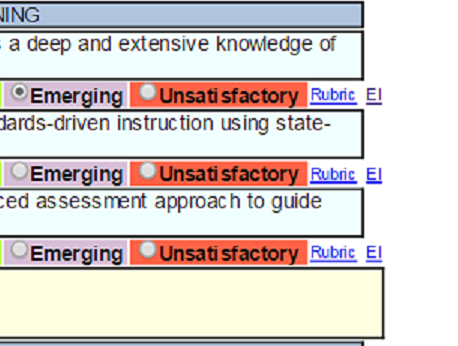 NING
s a deep and extensive knowledge of
Emerging Unsatisfactory Rubric EI
dards-driven instruction using state-
Emerging Unsatisfactory Rubric EI
ced assessment approach to guide
Emerging Unsatisfactory Rubric EI